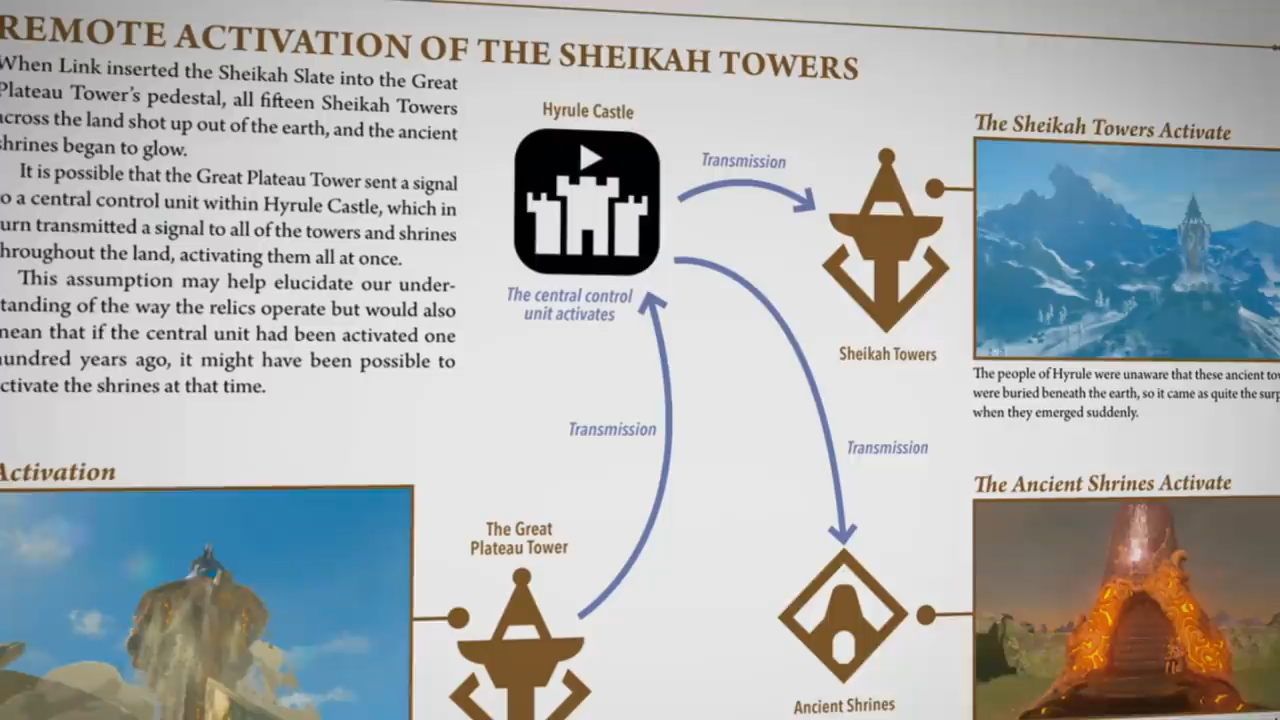 REMOTE ACTIVATION OF THE SHEIKAH TOWERS
When Link inserted the Sheikah Slate into the Great
Plateau Tower's pedestal, all fifteen Sheikah Towers
across the land shot up out of the earth, and the ancient
shrines began to glow.
It is possible that the Great Plateau Tower sent a signal
to a central control unit within Hyrule Castle, which in
turn transmitted a signal to all of the towers and shrines
throughout the land, activating them all at once.
This assumption may help elucidate our under-
standing of the way the relics operate but would also
mean that if the central unit had been activated one
hundred years ago, it might have been possible to
activate the shrines at that time.
Activation
Hyrule Castle
Transmission
The central control
unit activates
Sheikah Towers
Transmission
Transmission
The Great
Plateau Tower
Ancient Shrines
The Sheikah Towers Activate
The people of Hyrule were unaware that these ancient
were buried beneath the earth, so it came as quite the
when they emerged suddenly.
The Ancient Shrines Activate